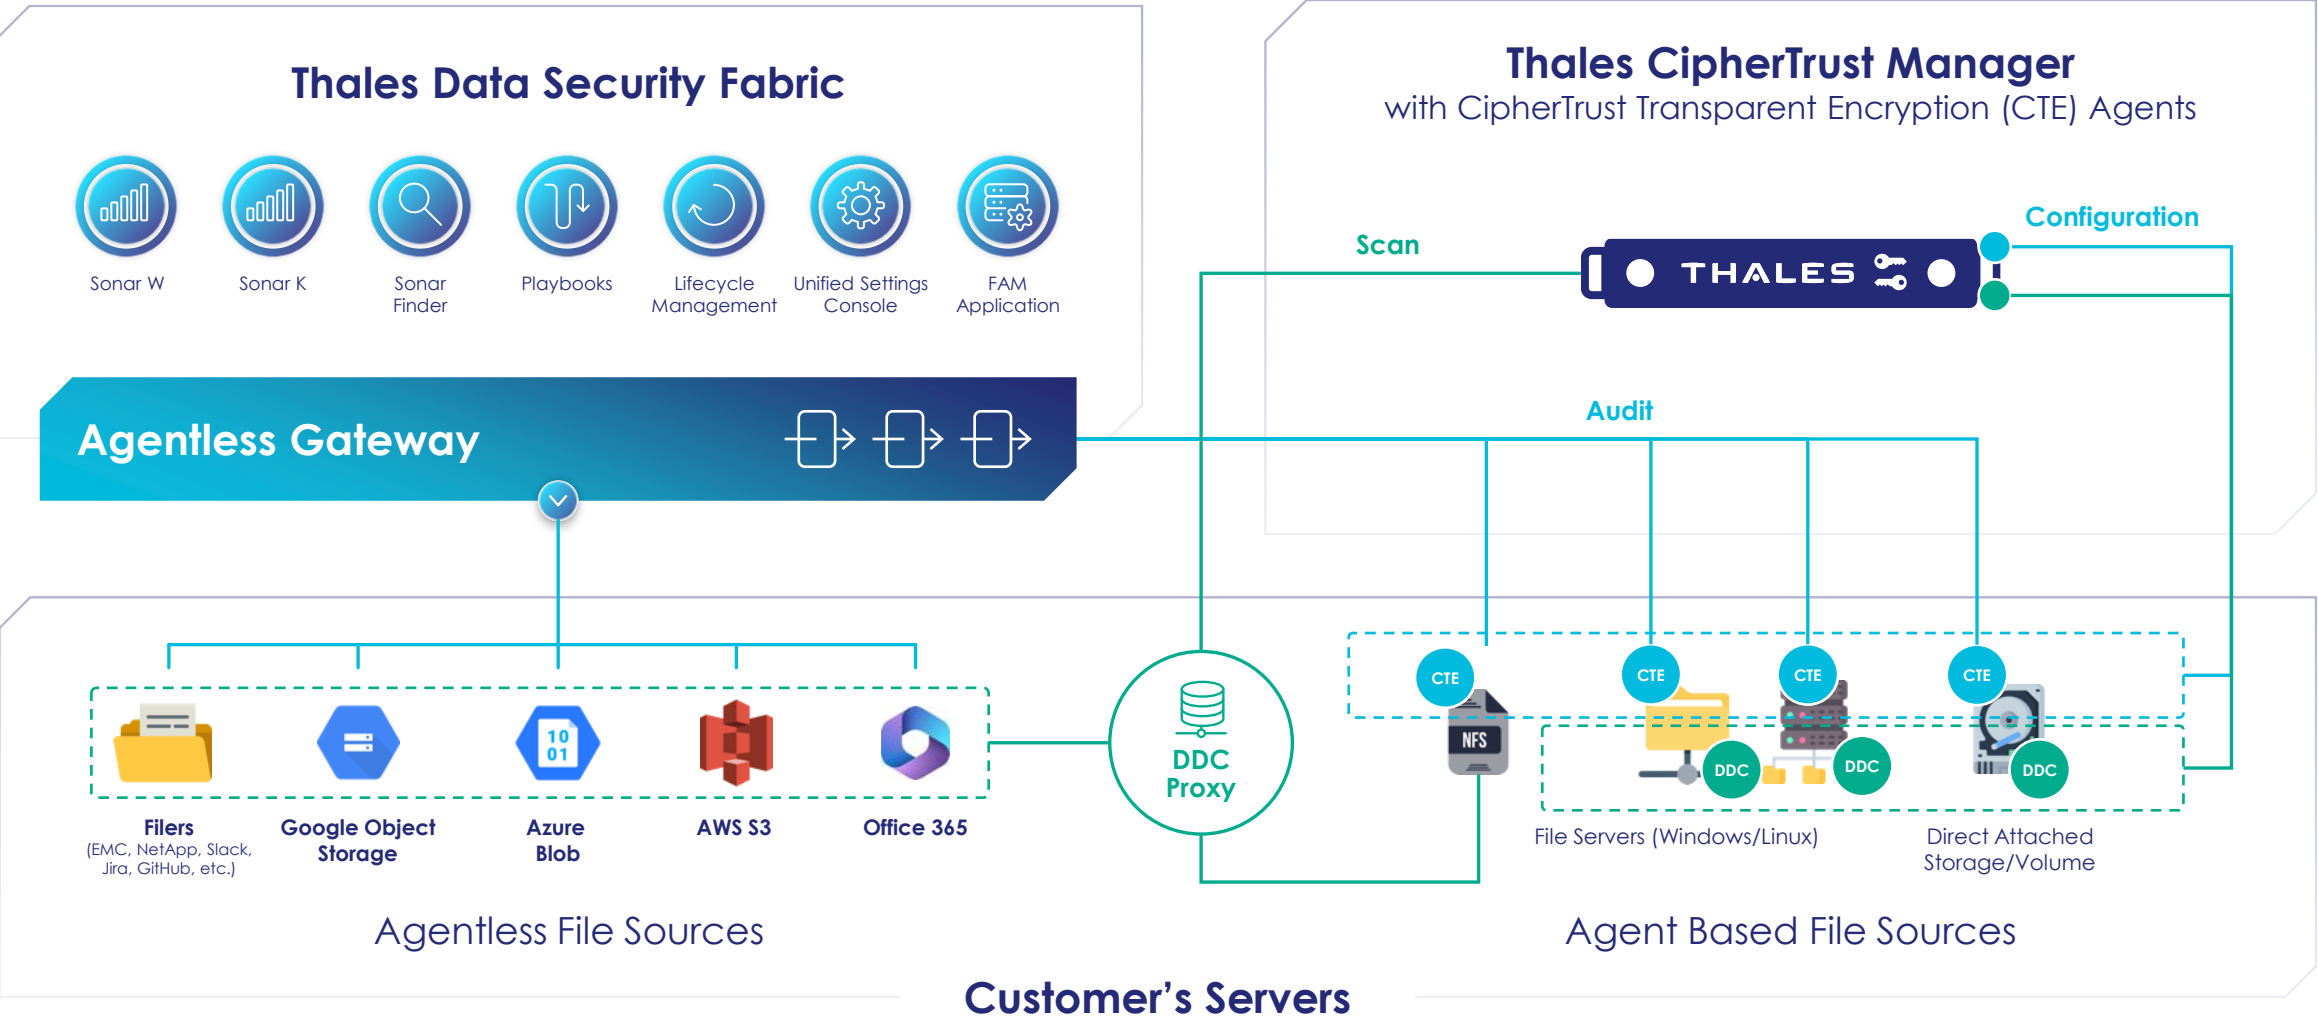 Thales Data Security Fabric
Sonar W
Sonar K
Sonar
Finder
Playbooks
Lifecycle
Management
Unified Settings
Console
FAM
Application
Agentless Gateway
Thales CipherTrust Manager
with CipherTrust Transparent Encryption (CTE) Agents
Configuration
Scan
THALES
Audit
10
01
Filers
(EMC, NetApp, Slack,
Jira, GitHub, etc.)
Google Object
Storage
Azure
Blob
AWS S3
Office 365
Agentless File Sources
DDC
Proxy
CTE
CTE
CTE
CTE
NFS
DDC
DDC
DDC
File Servers (Windows/Linux)
Direct Attached
Storage/Volume
Agent Based File Sources
Customer’s Servers